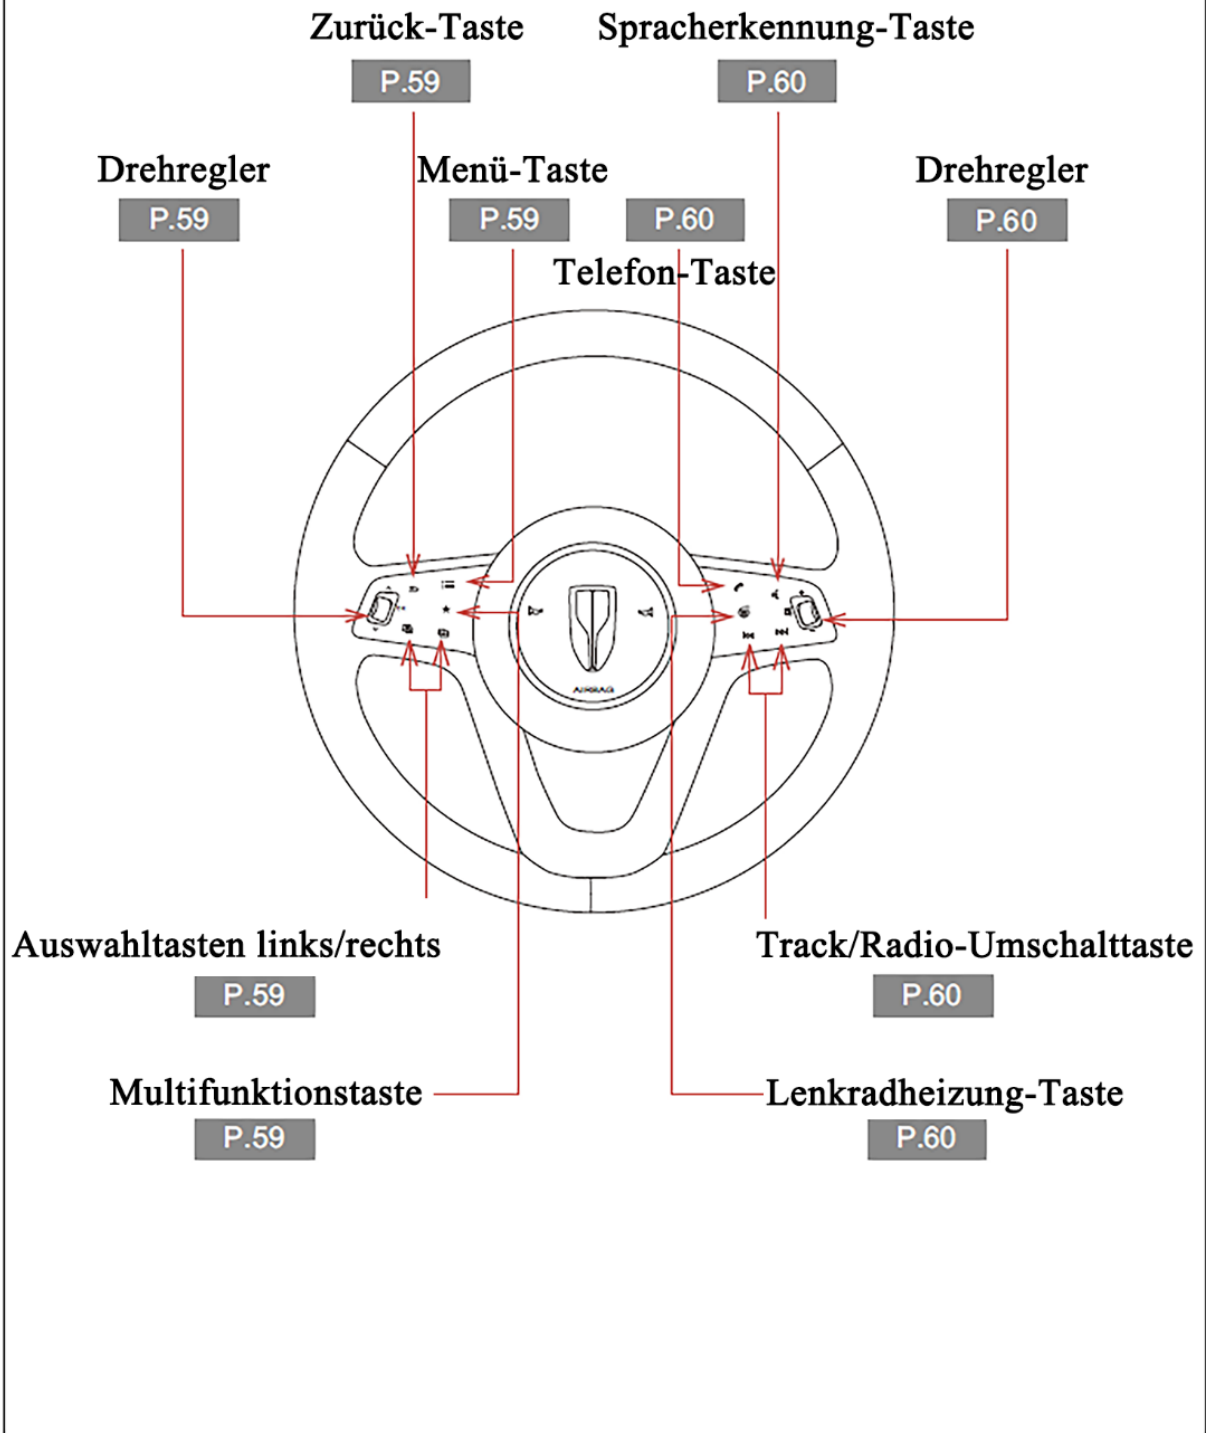 Zurück-Taste
P.59
Spracherkennung-Taste
P.60
Drehregler
P.59
Menü-Taste
P.59
P.60
Telefon-Taste
Drehregler
P.60
AIRBAG
Auswahltasten links/rechts
P.59
Track/Radio-Umschalttaste
P.60
Multifunktionstaste
P.59
Lenkradheizung-Taste
P.60